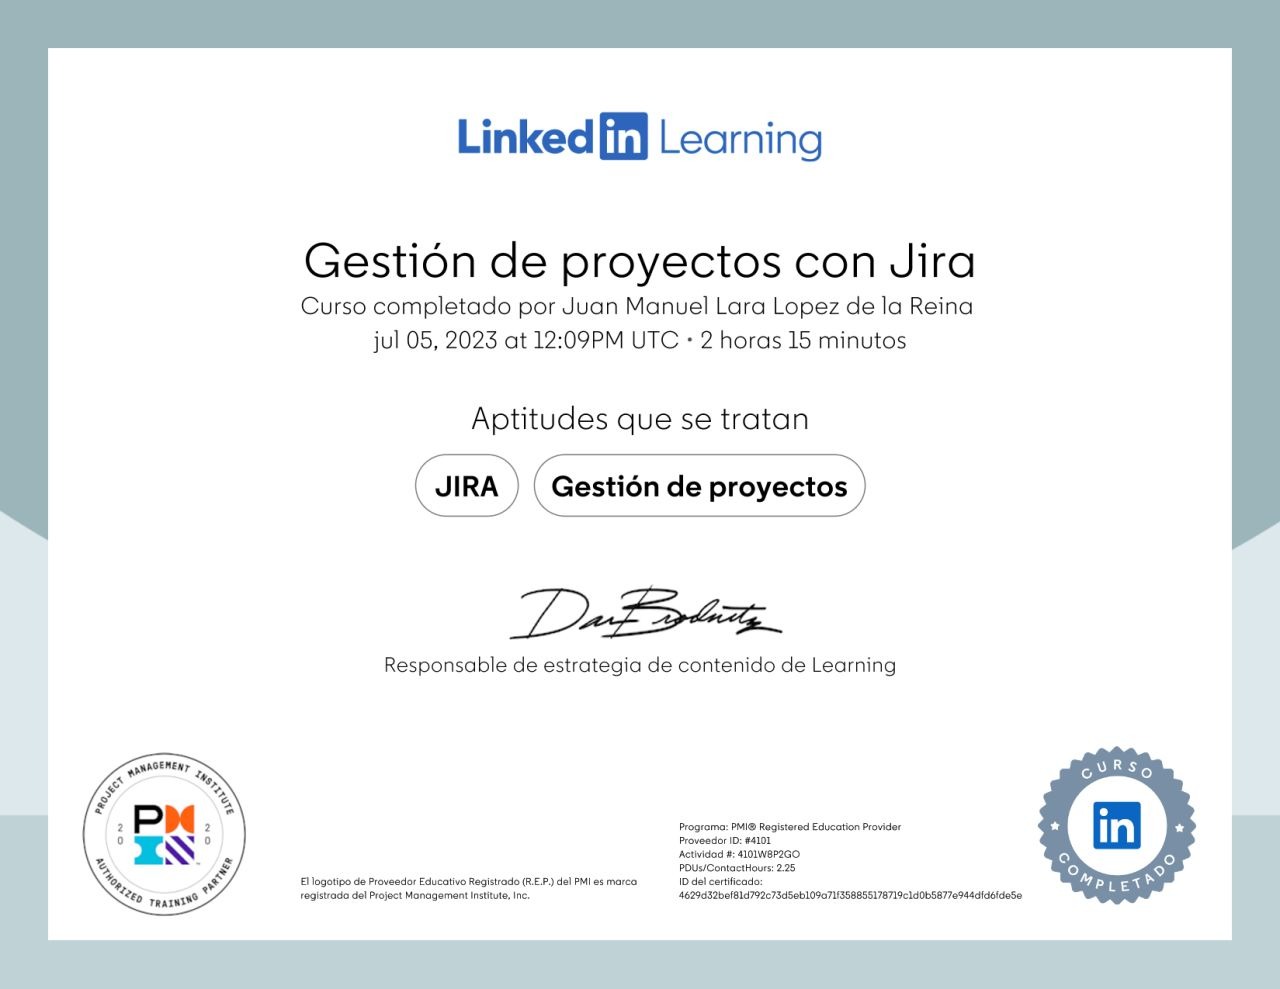 Linked in Learning
Gestión de proyectos con Jira
Curso completado por Juan Manuel Lara Lopez de la Reina
jul 05, 2023 at 12:09PM UTC • 2 horas 15 minutos
Aptitudes que se tratan
JIRA
Gestión de proyectos
Responsable de estrategia de contenido de Learning
PROJECT MANAGEMENT INSTITUTE
20
20
PM
AUTHORIZED TRAINING PARTNER
El logotipo de Proveedor Educativo Registrado (R.E.P.) del PMI es marca
registrada del Project Management Institute, Inc.
Programa: PMI® Registered Education Provider
Proveedor ID: #4101
Actividad #: 4101W8P2GO
PDUs/ContactHours: 2.25
ID del certificado:
4629d32bef81d792c73d5eb109a71f358855178719c1d0b5877e944dfd6fde5e
CURSO
in
COMPLETADO